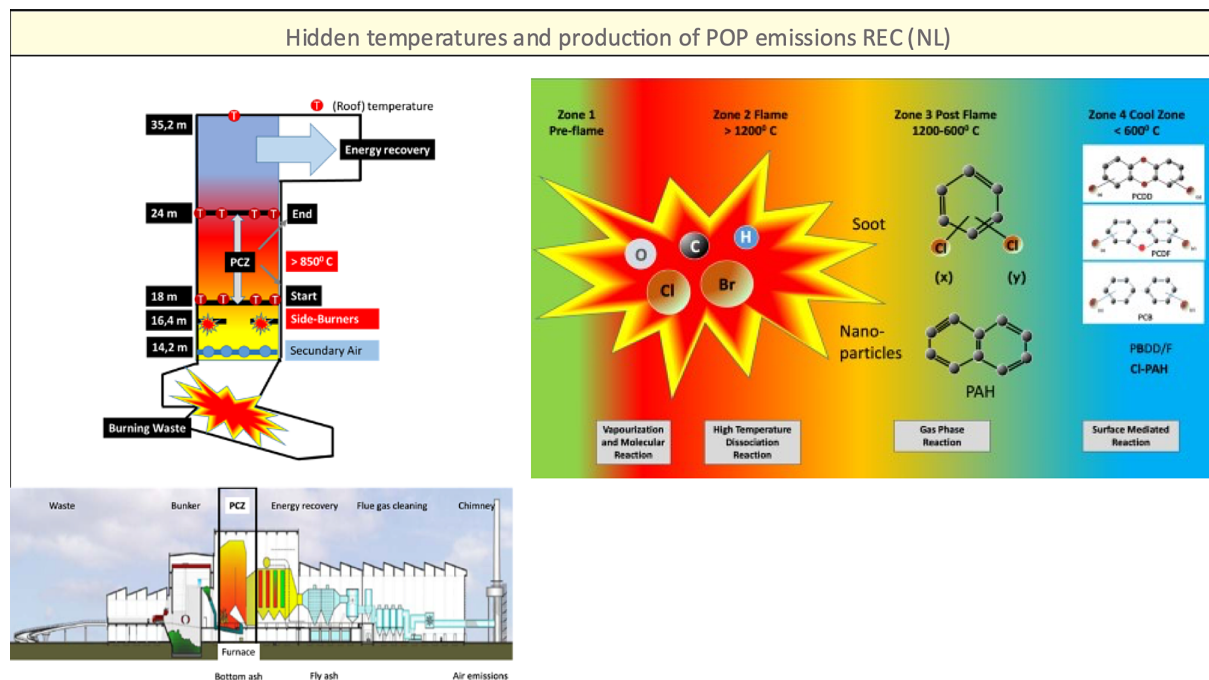 Hidden temperatures and production of POP emissions REC (NL)
T (Roof) temperature
T
35,2 m
Energy recovery
24 m
T T T T
End
PCZ
> 850⁰ C
18 m
T T T T
Start
16,4 m
Side-Burners
14,2 m
Secundary Air
Burning Waste
Zone 1
Pre-flame
Zone 2 Flame
> 1200⁰ C
Zone 3 Post Flame
1200-600⁰ C
Zone 4 Cool Zone
< 600⁰ C
O
C
H
Cl
Br
Soot
Nano-
particles
Cl
Cl
(x)
(y)
PAH
PCDD
PCDF
PCB
PBDD/F
Cl-PAH
Vapourization
and Molecular
Reaction
High Temperature
Dissociation
Reaction
Gas Phase
Reaction
Surface Mediated
Reaction
Waste
Bunker
PCZ
Energy recovery
Flue gas cleaning
Chimney
Furnace
Bottom ash
Fly ash
Air emissions